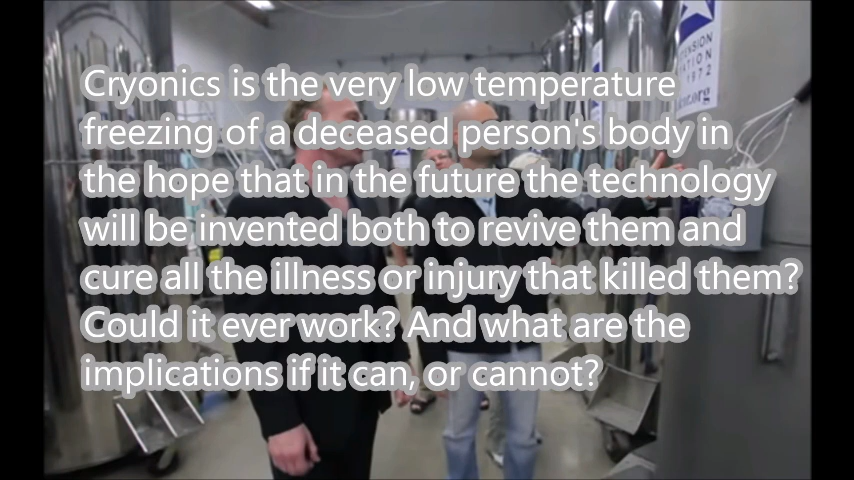 Cryonics is the very low temperature
freezing of a deceased person's body in
the hope that in the future the technology
will be invented both to revive them and
cure all the illness or injury that killed them?
Could it ever work? And what are the
implications if it can, or cannot?
1972
.org